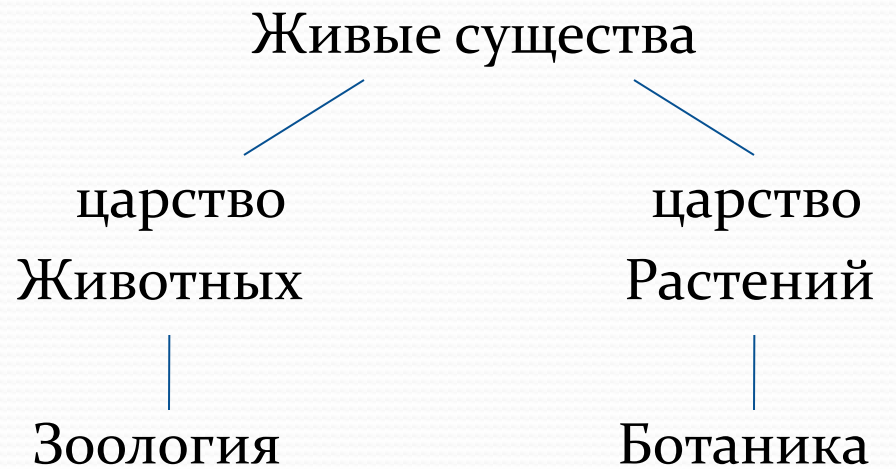 Живые существа
царство
Животных
царство
Растений
Зоология
Ботаника